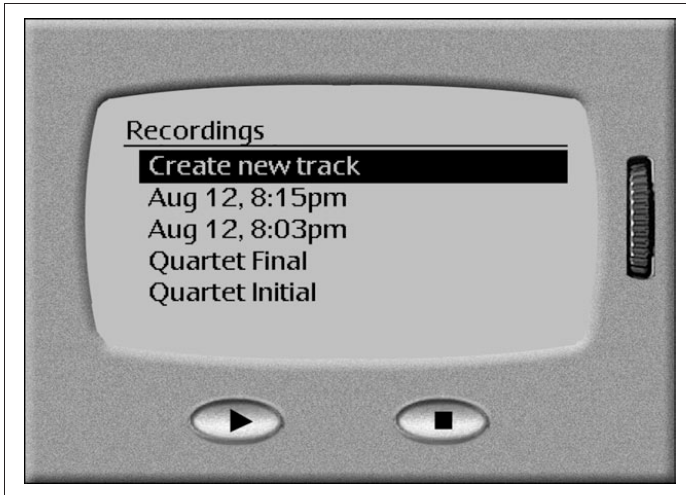 Recordings
Create new track
Aug 12, 8:15pm
Aug 12, 8:03pm
Quartet Final
Quartet Initial